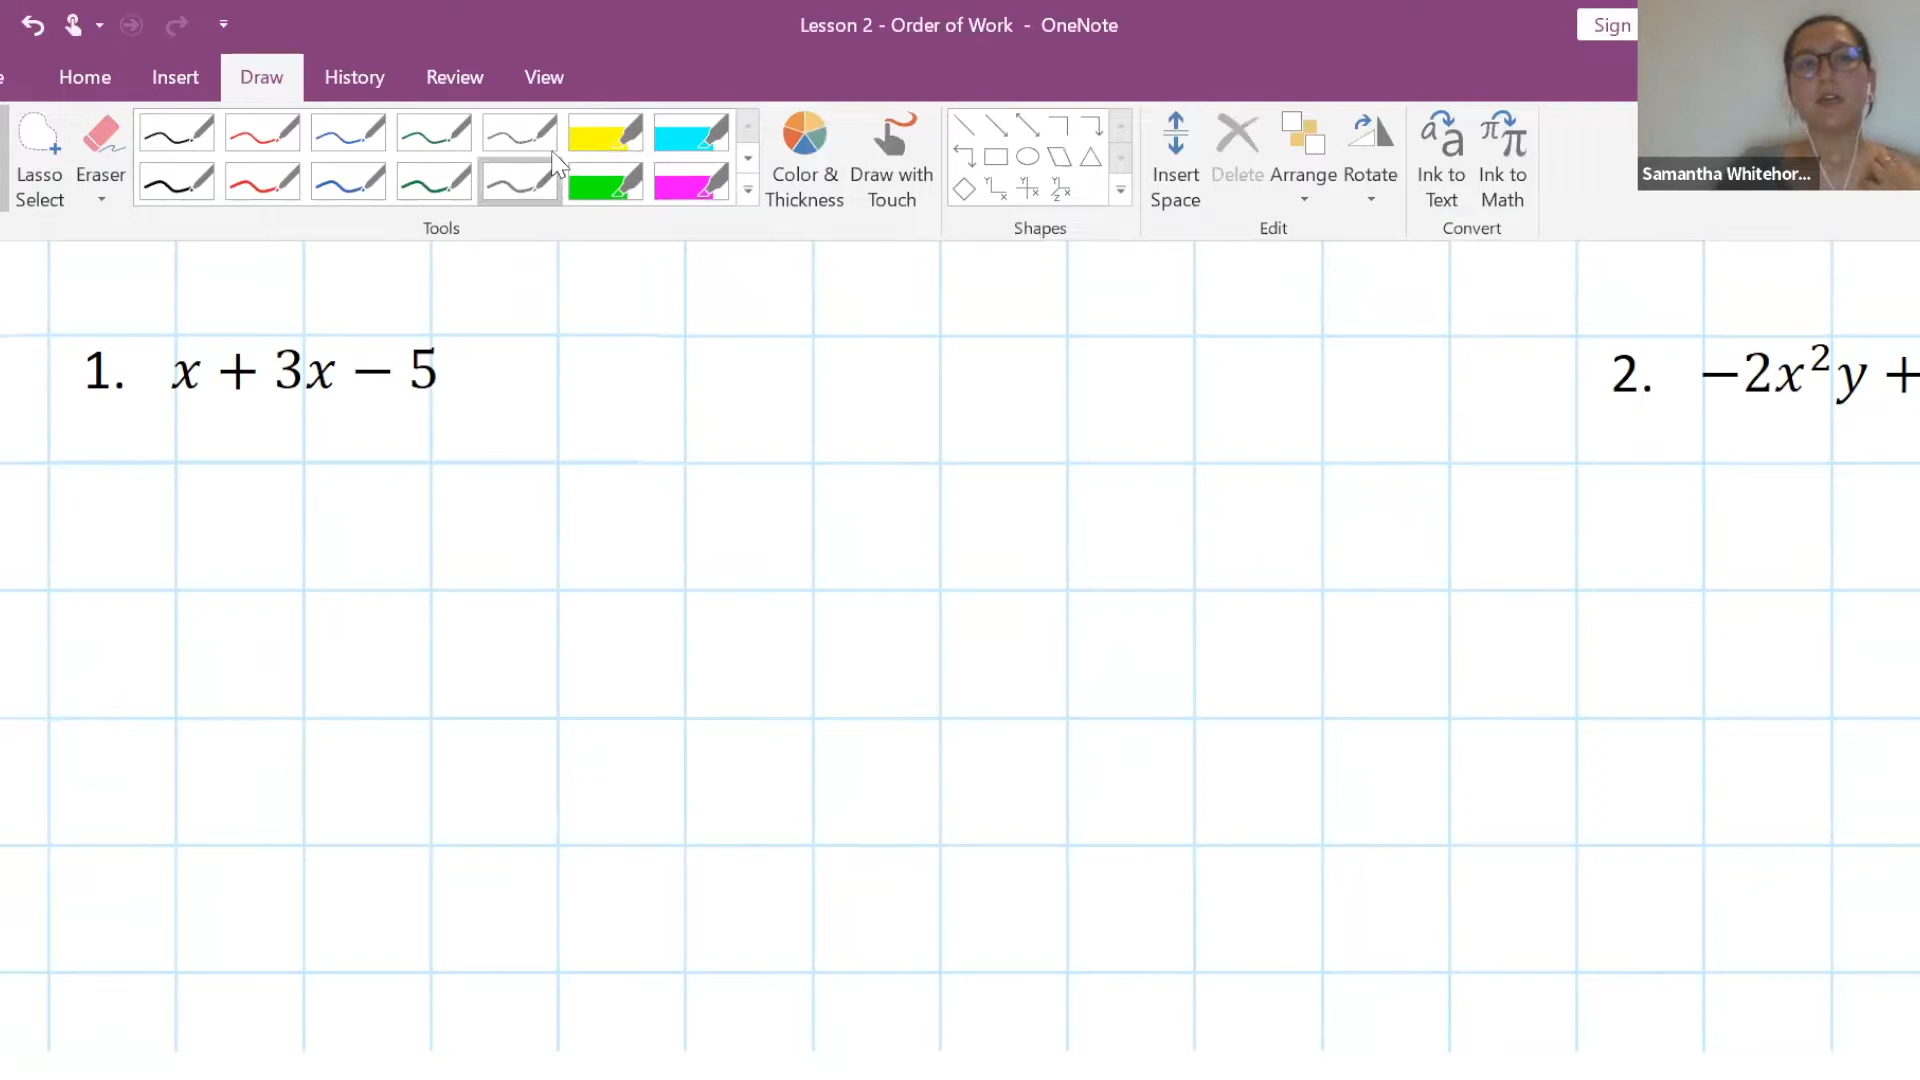 Lesson 2 - Order of Work - OneNote
Sign
Home Insert Draw History Review View
Lasso Select
Eraser
Color & Thickness
Draw with Touch
Insert Space
Delete
Arrange
Rotate
Ink to Text
Ink to Math
Tools
Shapes
Edit
Convert
Samantha Whitehor...
1. x + 3x − 5
2. −2x²y +